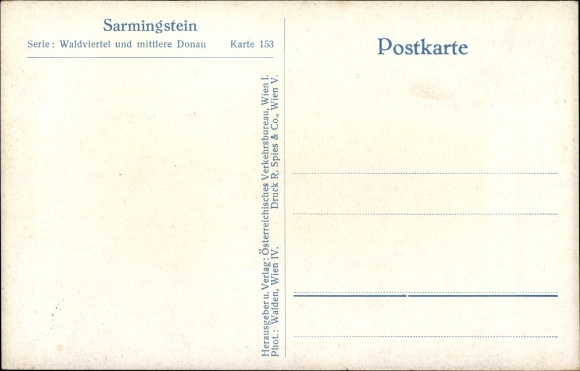 Sarmingstein
Serie: Waldviertel und mittlere Donau Karte 153
Postkarte
Herausgeber u. Verlag: Österreichisches Verkehrsbureau, Wien I.
Phot.: Walden, Wien IV. Druck R. Spies & Co., Wien V.